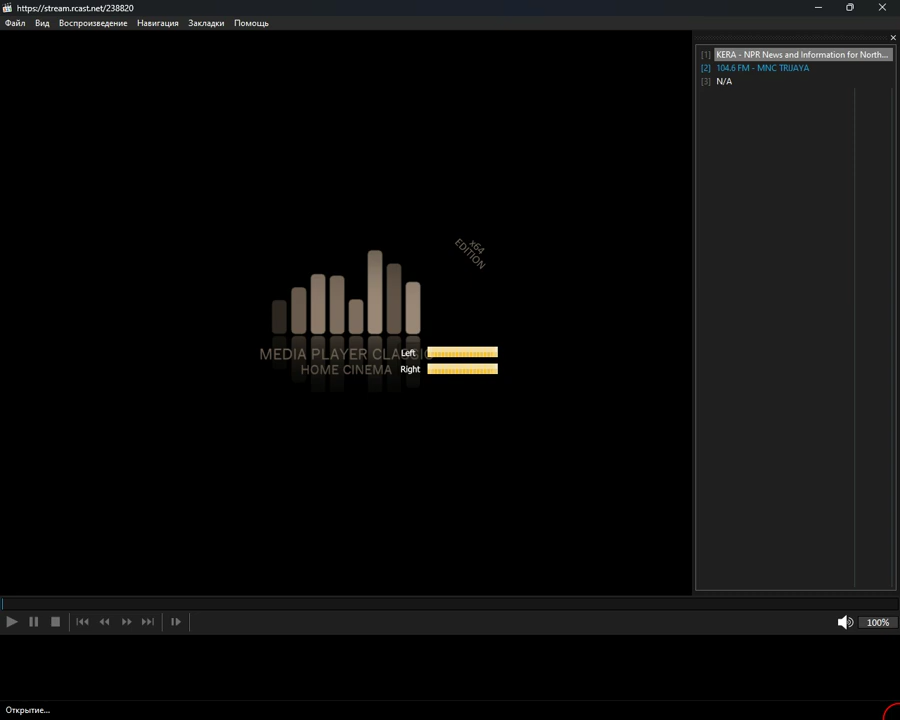 https://stream.rcast.net/238820
Файл Вид Воспроизведение Навигация Закладки Помощь
[1] KERA - NPR News and Information for North...
[2] 104.6 FM - MNC TRIJAYA
[3] N/A
x64
EDITION
MEDIA PLAYER CLASSIC
HOME CINEMA
Left
Right
100%
Открытие...